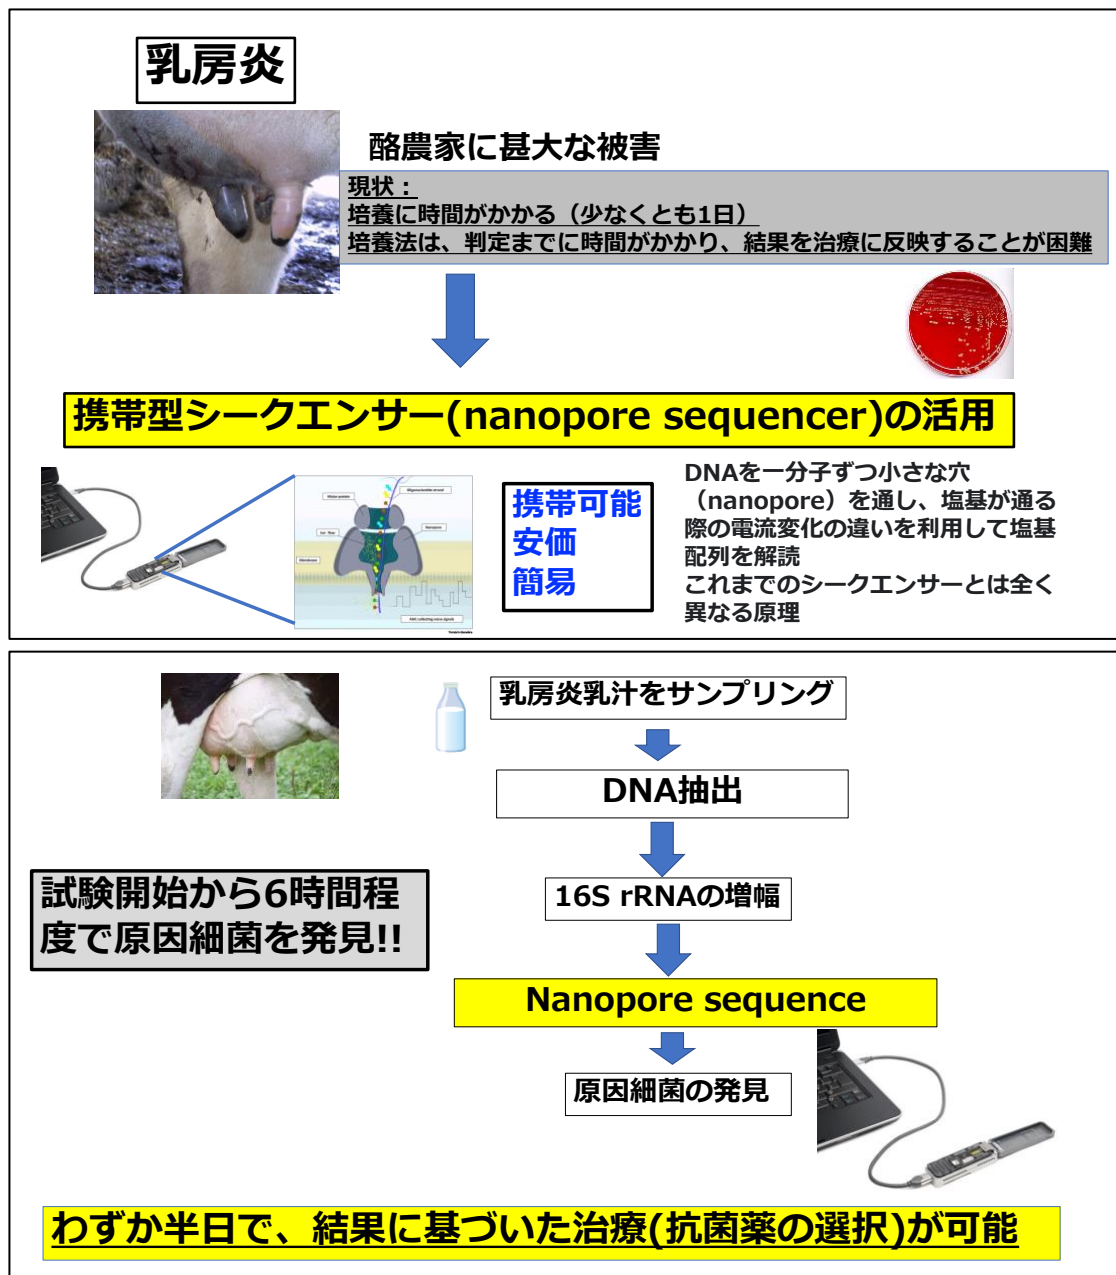 乳房炎
酪農家に甚大な被害
現状：
培養に時間がかかる（少なくとも1日）
培養法は、判定までに時間がかかり、結果を治療に反映することが困難
携帯型シークエンサー(nanopore sequencer)の活用
携帯可能
安価
簡易
DNAを一分子ずつ小さな穴
（nanopore）を通し、塩基が通る
際の電流変化の違いを利用して塩基
配列を解読
これまでのシークエンサーとは全く
異なる原理
Nanopore
Membrane
乳房炎乳汁をサンプリング
DNA抽出
16S rRNAの増幅
試験開始から6時間程
度で原因細菌を発見!!
Nanopore sequence
原因細菌の発見
わずか半日で、結果に基づいた治療(抗菌薬の選択)が可能